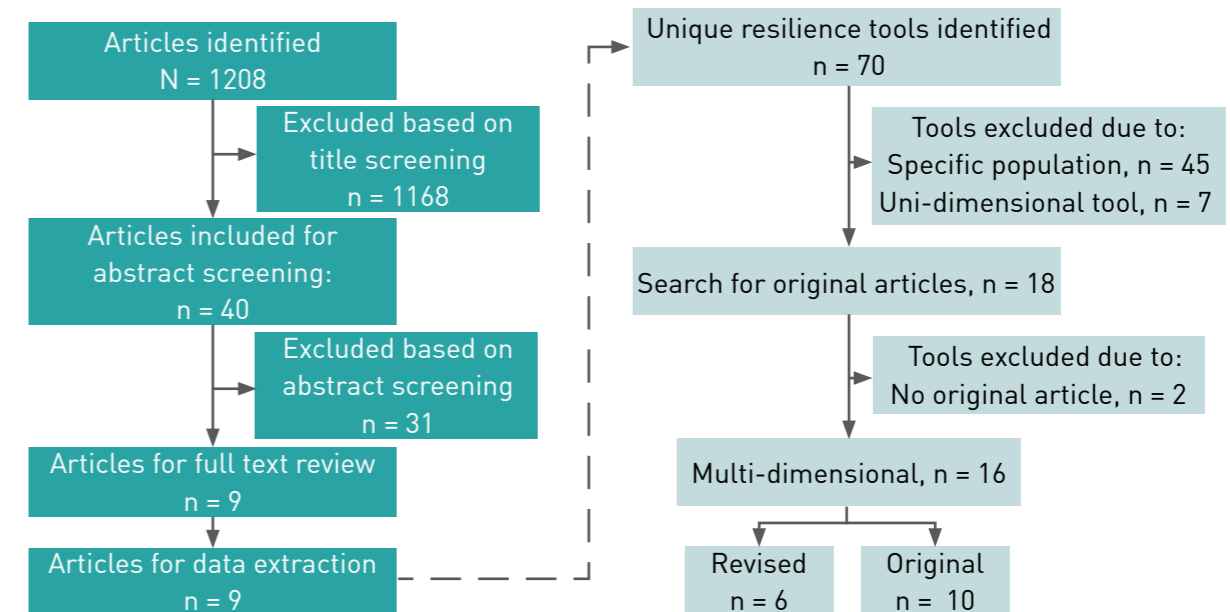 Articles identified
N = 1208
Excluded based on
title screening
n = 1168
Articles included for
abstract screening:
n = 40
Excluded based on
abstract screening
n = 31
Articles for full text review
n = 9
Articles for data extraction
n = 9
Unique resilience tools identified
n = 70
Tools excluded due to:
Specific population, n = 45
Uni-dimensional tool, n = 7
Search for original articles, n = 18
Tools excluded due to:
No original article, n = 2
Multi-dimensional, n = 16
Revised
n = 6
Original
n = 10